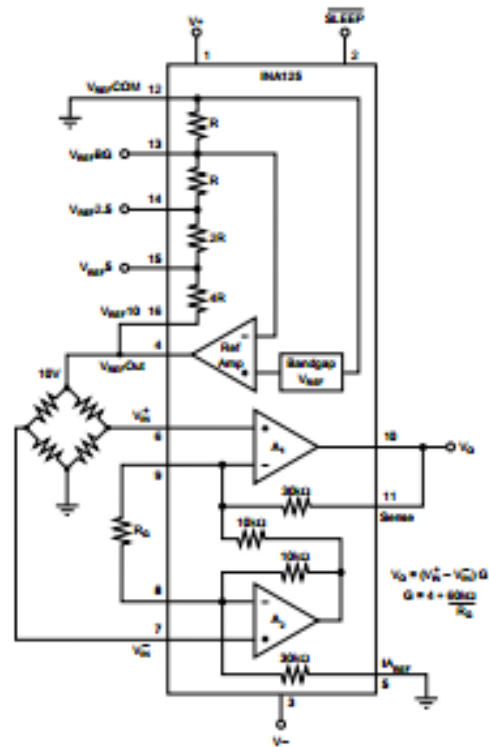 V+
SLEEP
1
2
INA125
VREFCOM
12
R
13
VREFBG
R
14
VREF2.5
2R
15
VREF5
4R
VREF10
16
4
VREFOut
Ref
Amp
Bandgap
VREF
10V
VIN+
6
A1
10
VO
9
30kΩ
11
Sense
10kΩ
RG
10kΩ
VO = (VIN+ – VIN–) G
G = 4 + 60kΩ
RG
8
A2
7
VIN–
30kΩ
IAREF
5
3
V–